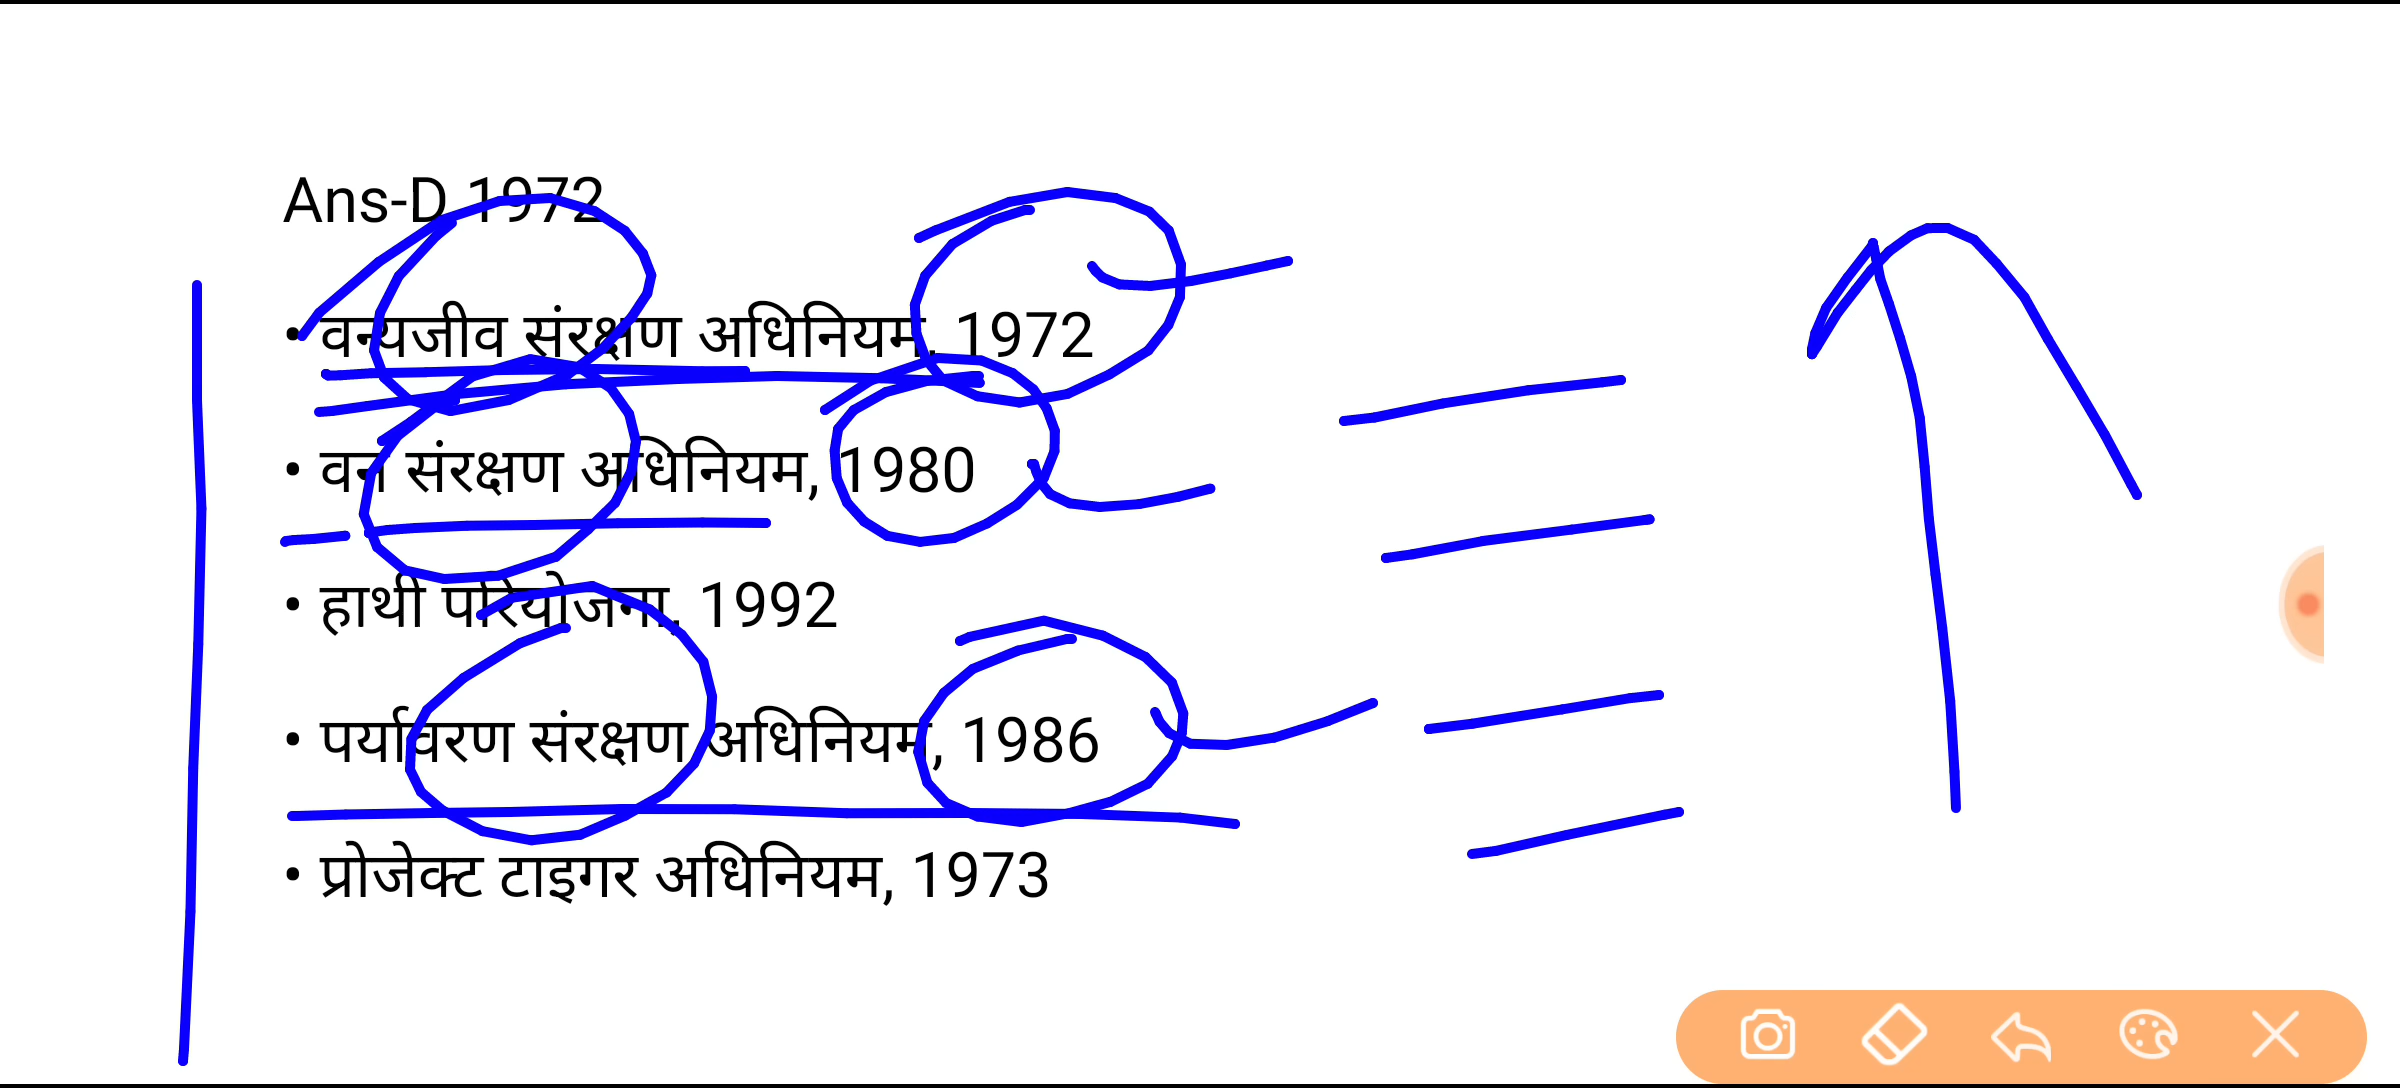 Ans-D 1972
• वन्यजीव संरक्षण अधिनियम, 1972
• वन संरक्षण अधिनियम, 1980
• हाथी परियोजना, 1992
• पर्यावरण संरक्षण अधिनियम, 1986
• प्रोजेक्ट टाइगर अधिनियम, 1973